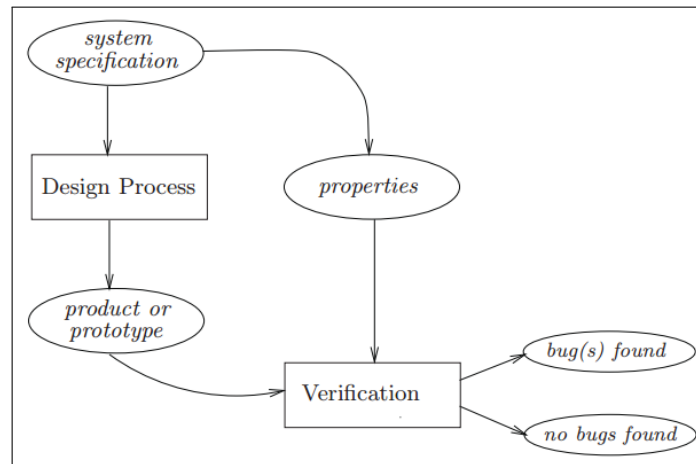 system
specification
Design Process
properties
product or
prototype
bug(s) found
Verification
no bugs found